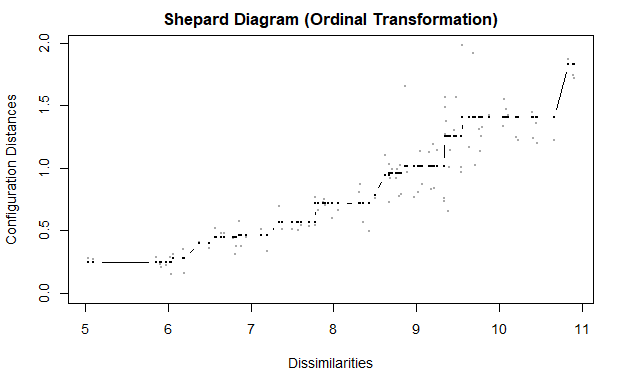 Shepard Diagram (Ordinal Transformation)
Configuration Distances
2.0
1.5
1.0
0.5
0.0
5 6 7 8 9 10 11
Dissimilarities